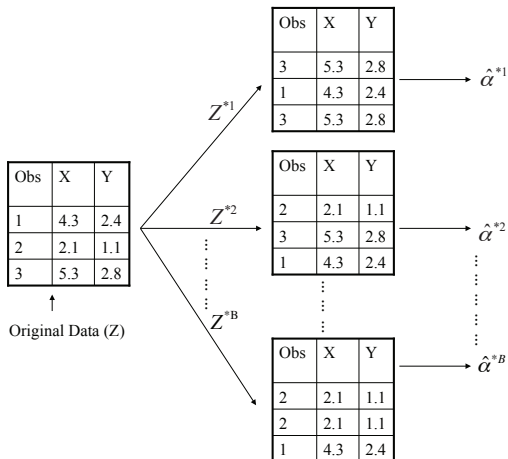 Obs X Y
3 5.3 2.8
1 4.3 2.4
3 5.3 2.8
Z*1
α̂*1
Obs X Y
1 4.3 2.4
2 2.1 1.1
3 5.3 2.8
Original Data (Z)
Z*2
Obs X Y
2 2.1 1.1
3 5.3 2.8
1 4.3 2.4
α̂*2
Z*B
Obs X Y
2 2.1 1.1
2 2.1 1.1
1 4.3 2.4
α̂*B